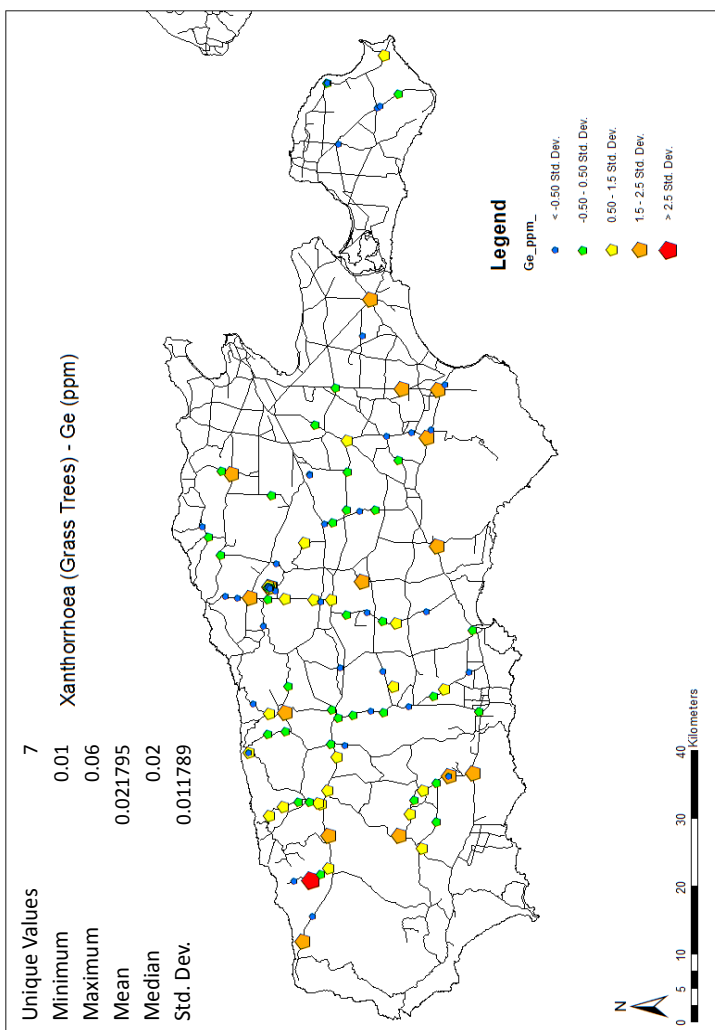 Unique Values 7
Minimum 0.01
Maximum 0.06
Mean 0.021795
Median 0.02
Std. Dev. 0.011789
Xanthorrhoea (Grass Trees) - Ge (ppm)
Legend
Ge_ppm_
< -0.50 Std. Dev.
-0.50 - 0.50 Std. Dev.
0.50 - 1.5 Std. Dev.
1.5 - 2.5 Std. Dev.
> 2.5 Std. Dev.
N
0 5 10 20 30 40
Kilometers